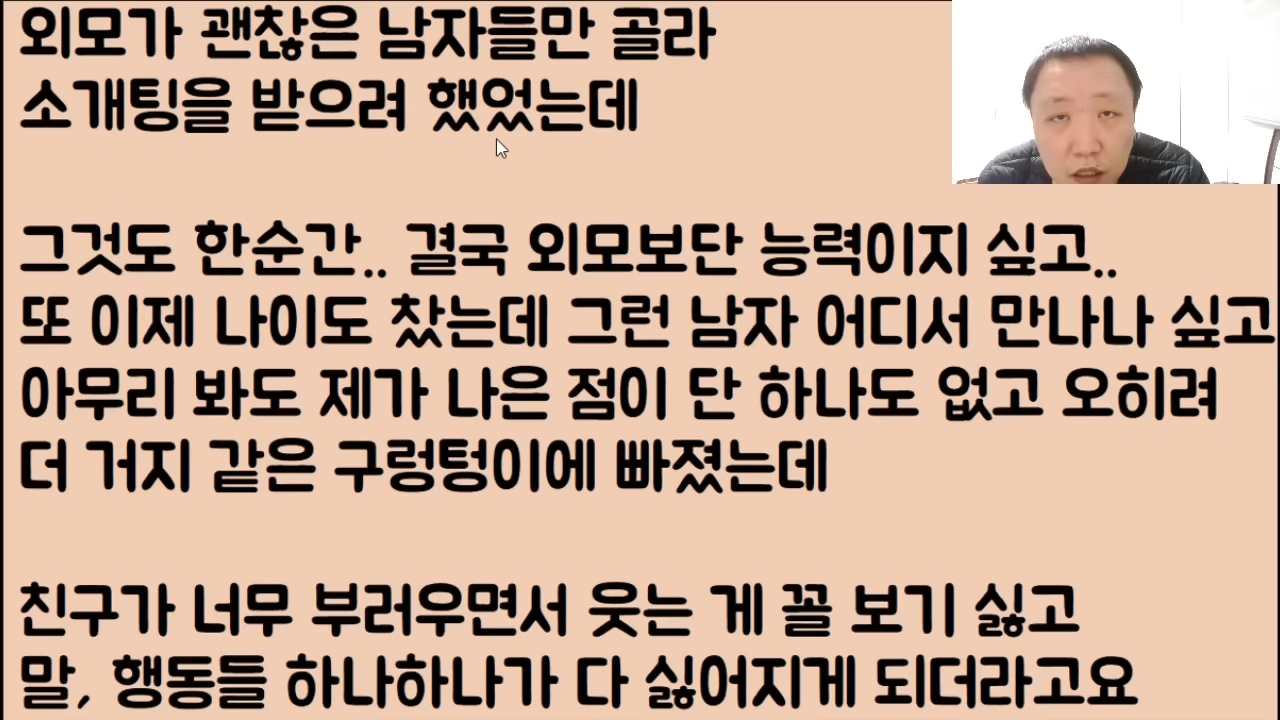 외모가 괜찮은 남자들만 골라
소개팅을 받으려 했었는데
그것도 한순간.. 결국 외모보단 능력이지 싶고..
또 이제 나이도 찼는데 그런 남자 어디서 만나나 싶고
아무리 봐도 제가 나은 점이 단 하나도 없고 오히려
더 거지 같은 구렁텅이에 빠졌는데
친구가 너무 부러우면서 웃는 게 꼴 보기 싫고
말, 행동들 하나하나가 다 싫어지게 되더라고요